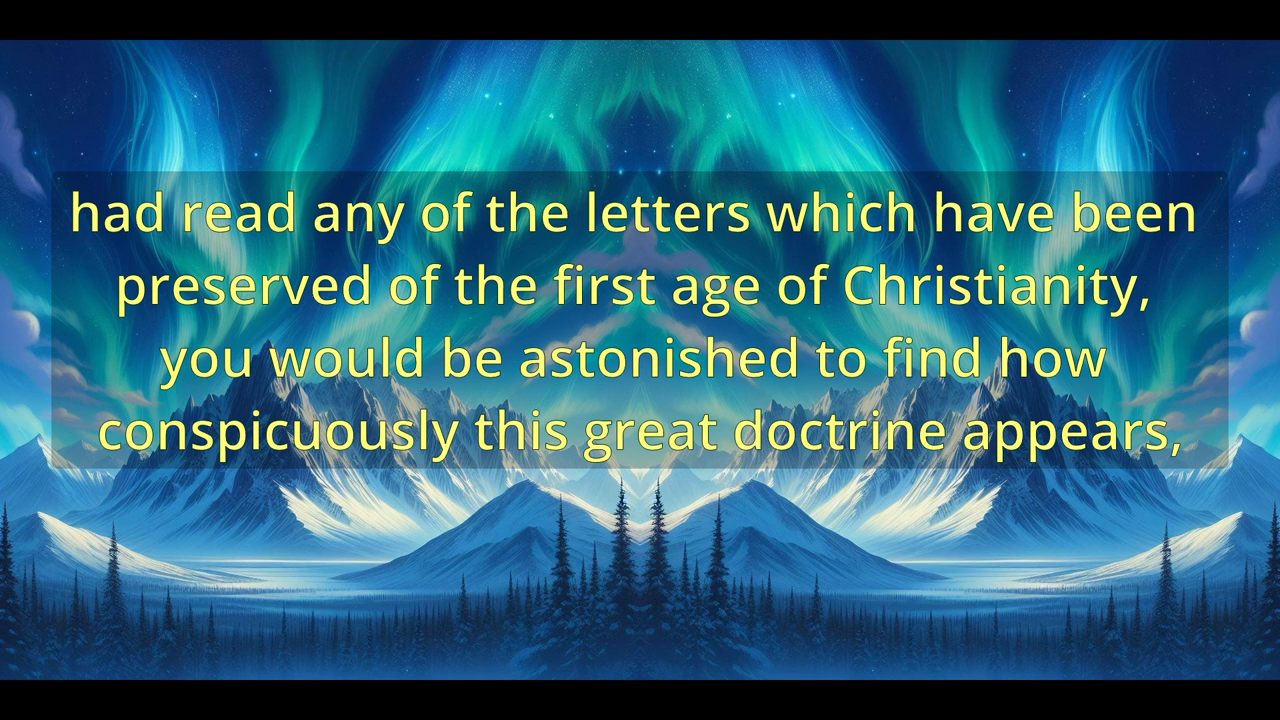 had read any of the letters which have been
preserved of the first age of Christianity,
you would be astonished to find how
conspicuously this great doctrine appears,